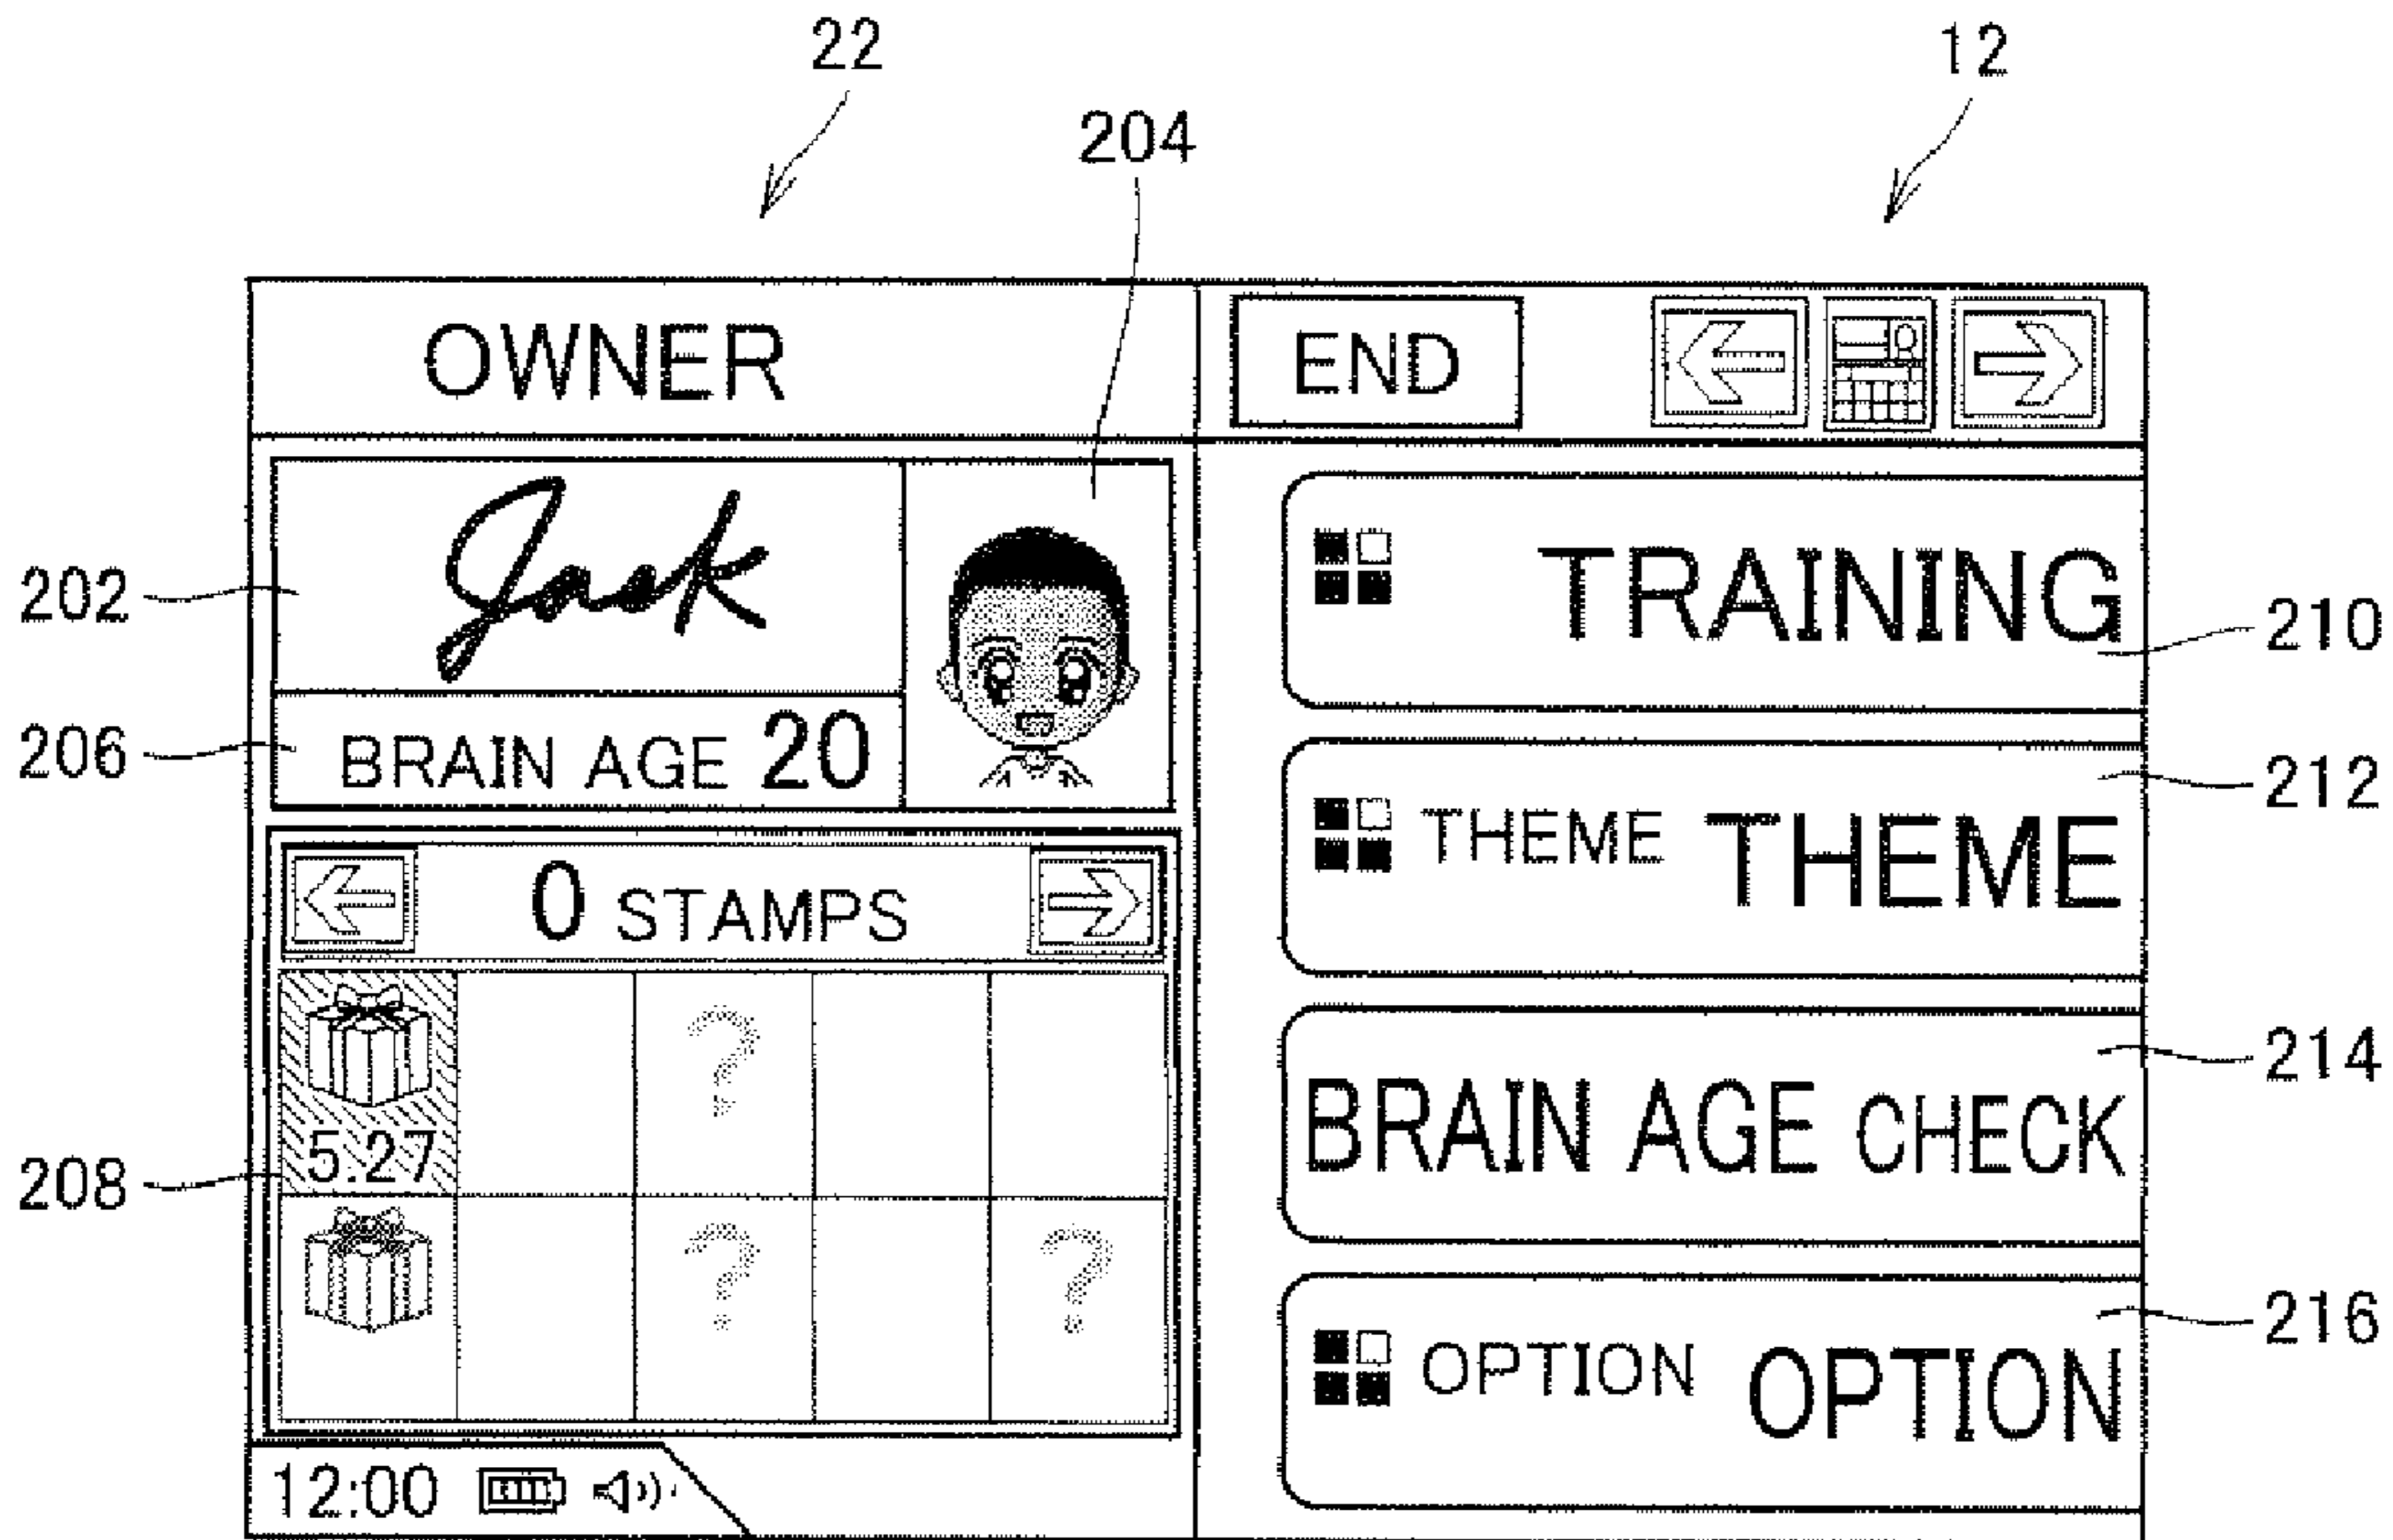 22
12
204
OWNER
END
202
Jack
206
BRAIN AGE 20
0 STAMPS
?
5.27
208
? ?
12:00
TRAINING
210
212
THEME THEME
214
BRAIN AGE CHECK
216
OPTION OPTION